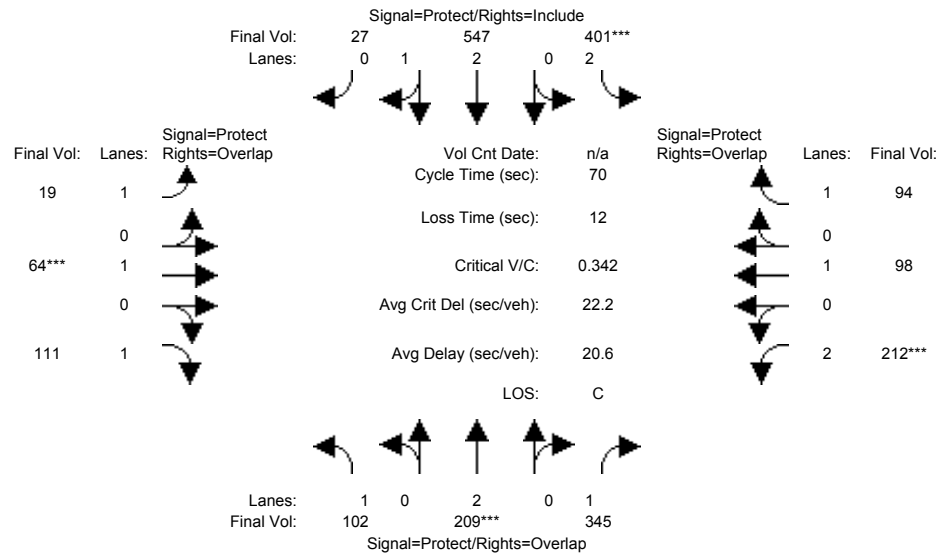 Signal=Protect/Rights=Include
Final Vol: 27 547 401***
Lanes: 0 1 2 0 2
Signal=Protect Signal=Protect
Final Vol: Lanes: Rights=Overlap Vol Cnt Date: n/a Rights=Overlap Lanes: Final Vol:
Cycle Time (sec): 70
19 1 1 94
Loss Time (sec): 12
0 0
64*** 1 Critical V/C: 0.342 1 98
0 Avg Crit Del (sec/veh): 22.2 0
111 1 Avg Delay (sec/veh): 20.6 2 212***
LOS: C
Lanes: 1 0 2 0 1
Final Vol: 102 209*** 345
Signal=Protect/Rights=Overlap